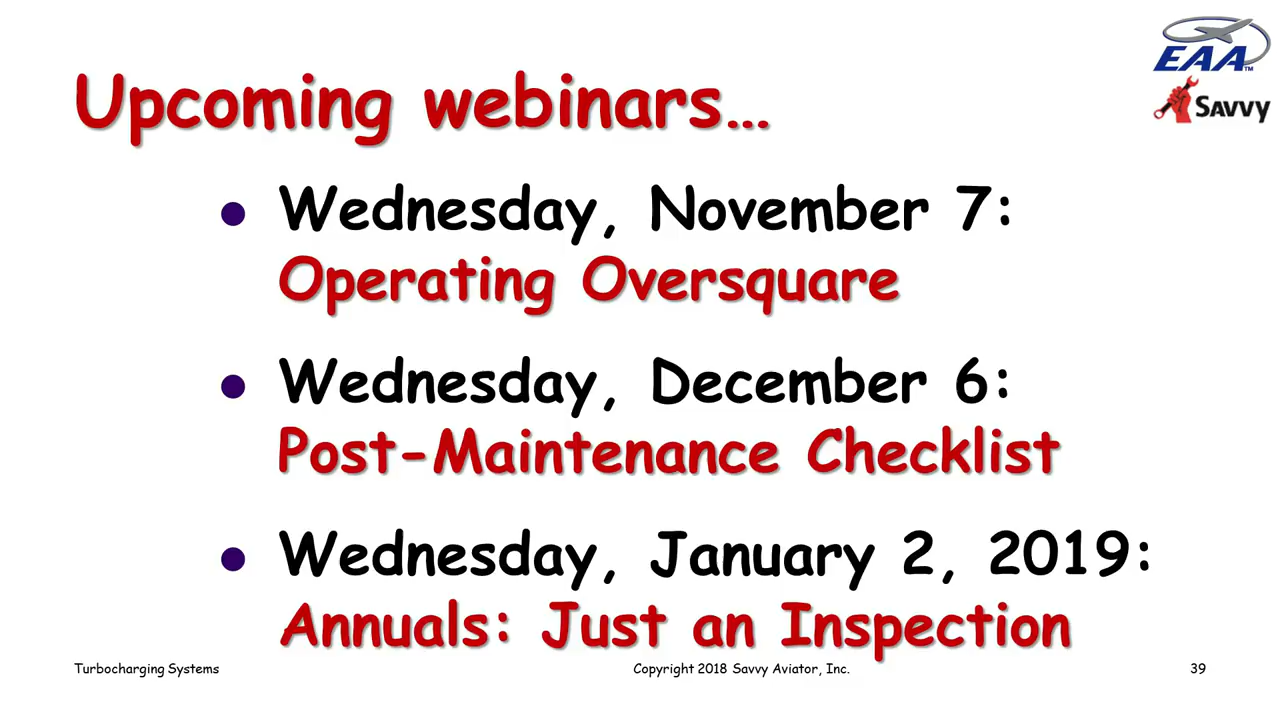 EAA™
Savvy
Upcoming webinars…
● Wednesday, November 7:
Operating Oversquare
● Wednesday, December 6:
Post-Maintenance Checklist
● Wednesday, January 2, 2019:
Annuals: Just an Inspection
Turbocharging Systems
Copyright 2018 Savvy Aviator, Inc.
39